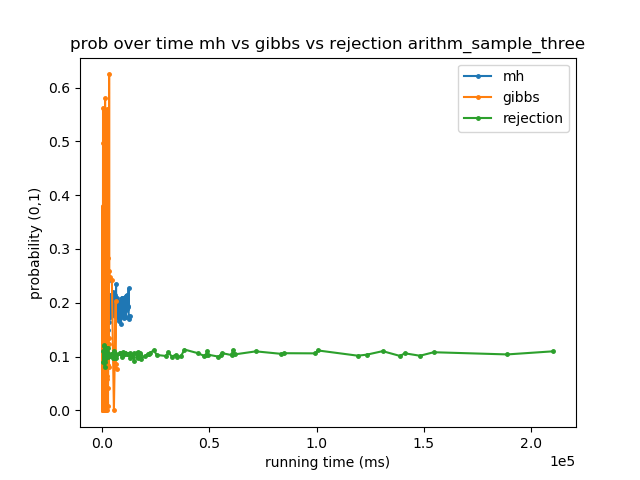 prob over time mh vs gibbs vs rejection arithm_sample_three
mh
gibbs
rejection
probability (0,1)
0.6
0.5
0.4
0.3
0.2
0.1
0.0
0.0 0.5 1.0 1.5 2.0
1e5
running time (ms)